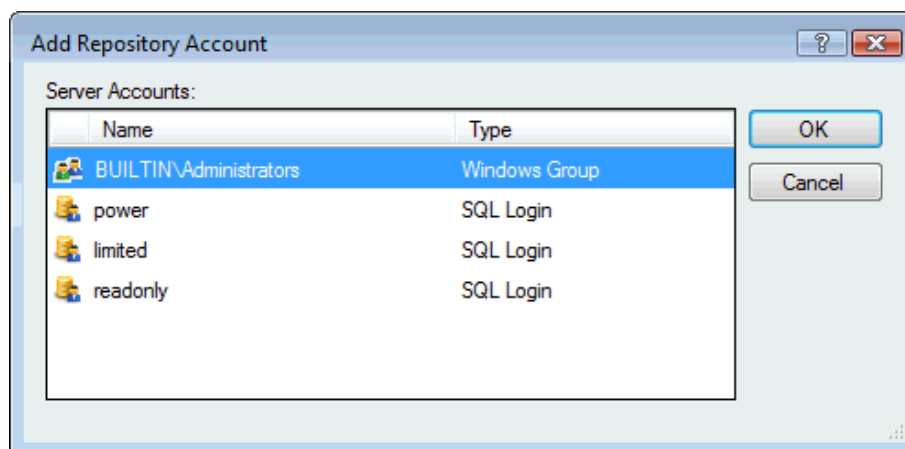 Add Repository Account
?
Server Accounts:
Name Type
OK
BUILTIN\Administrators Windows Group
Cancel
power SQL Login
limited SQL Login
readonly SQL Login